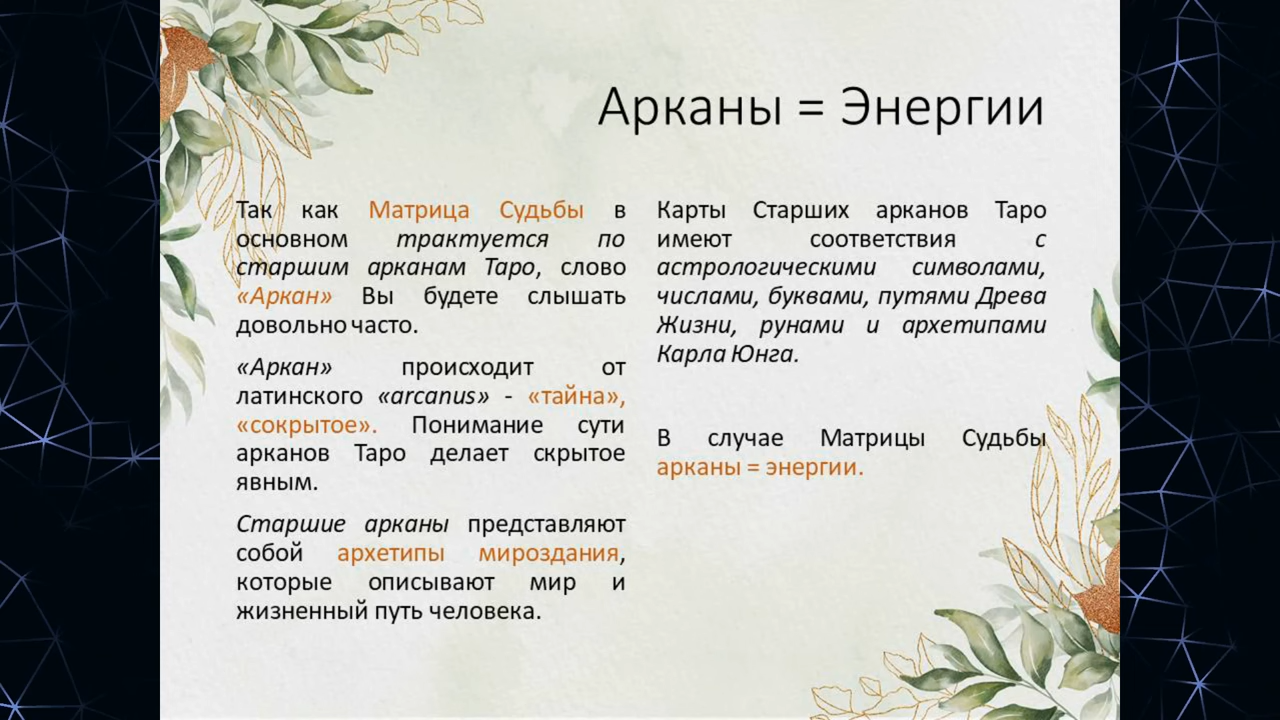 Арканы = Энергии
Так как Матрица Судьбы в
основном трактуется по
старшим арканам Таро, слово
«Аркан» Вы будете слышать
довольно часто.
«Аркан» происходит от
латинского «arcanus» - «тайна»,
«сокрытое». Понимание сути
арканов Таро делает скрытое
явным.
Старшие арканы представляют
собой архетипы мироздания,
которые описывают мир и
жизненный путь человека.
Карты Старших арканов Таро
имеют соответствия с
астрологическими символами,
числами, буквами, путями Древа
Жизни, рунами и архетипами
Карла Юнга.
В случае Матрицы Судьбы
арканы = энергии.